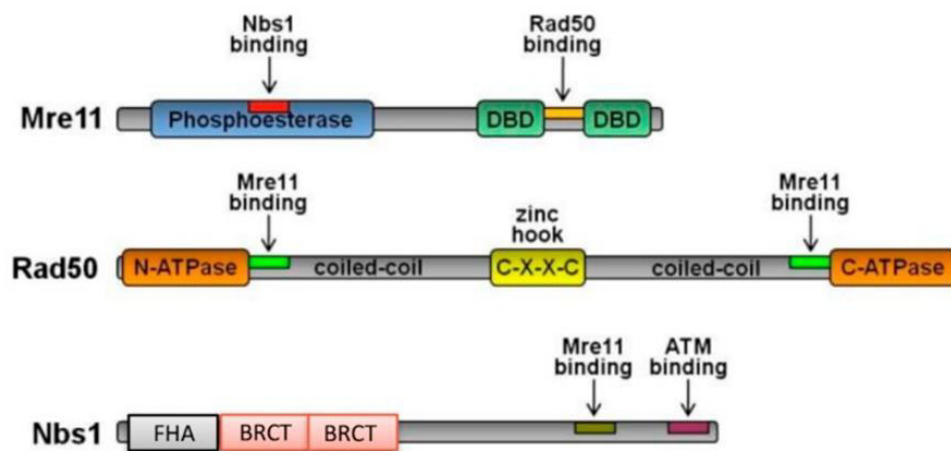 Nbs1
binding
Rad50
binding
Mre11
Phosphoesterase
DBD
DBD
Mre11
binding
zinc
hook
Mre11
binding
Rad50
N-ATPase
coiled-coil
C-X-X-C
coiled-coil
C-ATPase
Mre11
binding
ATM
binding
Nbs1
FHA
BRCT
BRCT